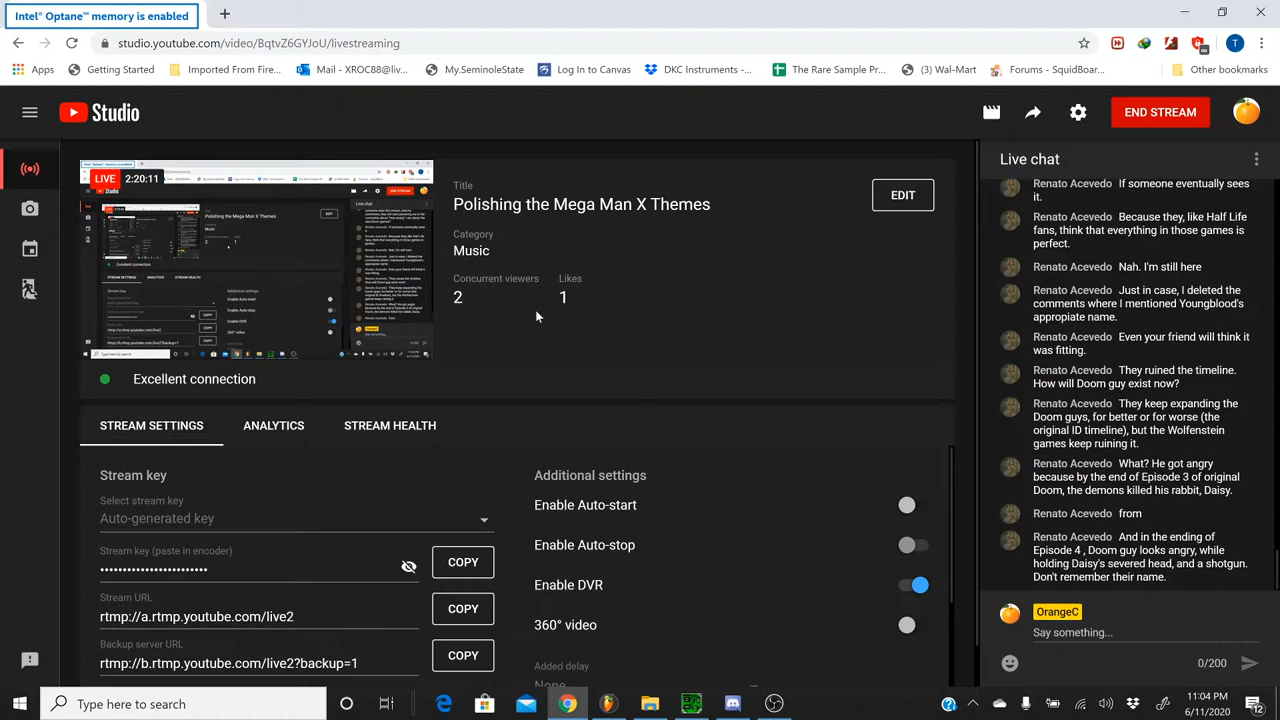 Intel® Optane™ memory is enabled
studio.youtube.com/video/BqtvZ6GYJoU/livestreaming
Apps Getting Started Imported From Fire... Mail - XROC88@liv... My.DaytonaState Log In to Canvas DKC Instruments -... The Rare Sample Pr... (3) Wal-Mart Forums - SquidBoar... Other bookmarks
Studio
END STREAM
LIVE 2:20:11
Title
Polishing the Mega Man X Themes
EDIT
Category
Music
Concurrent viewers Likes
2 1
Excellent connection
STREAM SETTINGS ANALYTICS STREAM HEALTH
Stream key
Select stream key
Auto-generated key
Stream key (paste in encoder)
COPY
Stream URL
rtmp://a.rtmp.youtube.com/live2
COPY
Backup server URL
rtmp://b.rtmp.youtube.com/live2?backup=1
COPY
Additional settings
Enable Auto-start
Enable Auto-stop
Enable DVR
360° video
Added delay
None
Live chat
Renato Acevedo If someone eventually sees
it.
Renato Acevedo Because they, like Half Life
fans, think that everything in those games is
perfect.
Renato Acevedo Nah. I'm still here
Renato Acevedo Just in case, I deleted the
comment where I mentioned Youngblood's
appropiate name.
Renato Acevedo Even your friend will think it
was fitting.
Renato Acevedo They ruined the timeline.
How will Doom guy exist now?
Renato Acevedo They keep expanding the
Doom guys, for better or for worse (the
original ID timeline), but the Wolfenstein
games keep ruining it.
Renato Acevedo What? He got angry
because by the end of Episode 3 of original
Doom, the demons killed his rabbit, Daisy.
Renato Acevedo from
Renato Acevedo And in the ending of
Episode 4 , Doom guy looks angry, while
holding Daisy's severed head, and a shotgun.
Don't remember their name.
OrangeC
Say something...
0/200
Type here to search
11:04 PM
6/11/2020
12